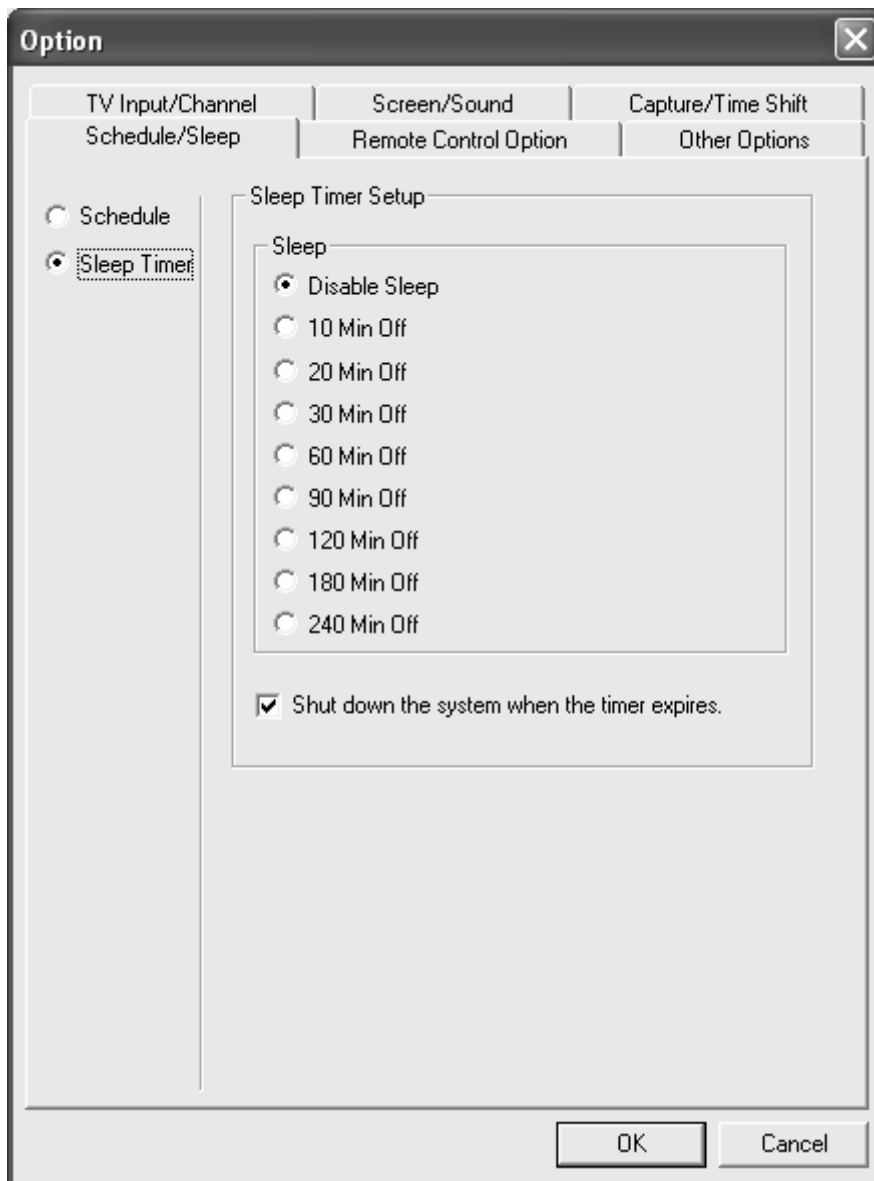 Option
TV Input/Channel
Screen/Sound
Capture/Time Shift
Schedule/Sleep
Remote Control Option
Other Options
Schedule
Sleep Timer
Sleep Timer Setup
Sleep
Disable Sleep
10 Min Off
20 Min Off
30 Min Off
60 Min Off
90 Min Off
120 Min Off
180 Min Off
240 Min Off
Shut down the system when the timer expires.
OK
Cancel